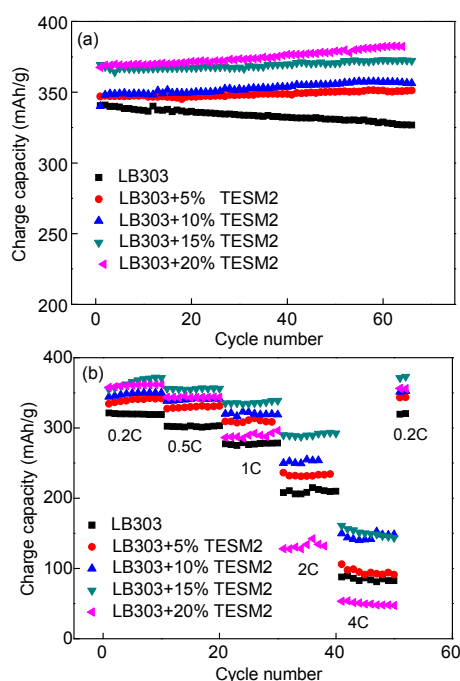 (a)
400
350
300
250
200
Charge capacity (mAh/g)
LB303
LB303+5% TESM2
LB303+10% TESM2
LB303+15% TESM2
LB303+20% TESM2
0 20 40 60
Cycle number
(b)
400
300
200
100
0
Charge capacity (mAh/g)
0.2C
0.5C
1C
2C
4C
0.2C
LB303
LB303+5% TESM2
LB303+10% TESM2
LB303+15% TESM2
LB303+20% TESM2
0 20 40 60
Cycle number